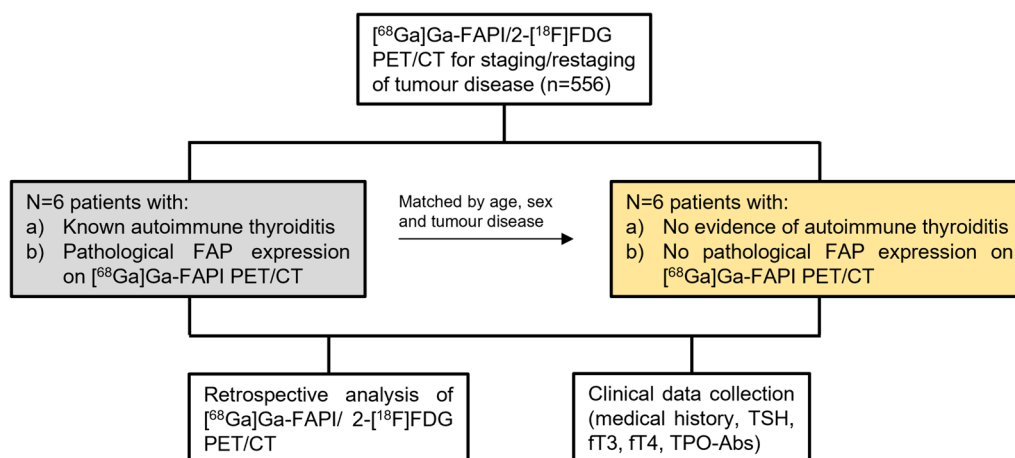 [⁶⁸Ga]Ga-FAPI/2-[¹⁸F]FDG
PET/CT for staging/restaging
of tumour disease (n=556)
N=6 patients with:
a) Known autoimmune thyroiditis
b) Pathological FAP expression
on [⁶⁸Ga]Ga-FAPI PET/CT
Matched by age, sex
and tumour disease
N=6 patients with:
a) No evidence of autoimmune thyroiditis
b) No pathological FAP expression on
[⁶⁸Ga]Ga-FAPI PET/CT
Retrospective analysis of
[⁶⁸Ga]Ga-FAPI/ 2-[¹⁸F]FDG
PET/CT
Clinical data collection
(medical history, TSH,
fT3, fT4, TPO-Abs)